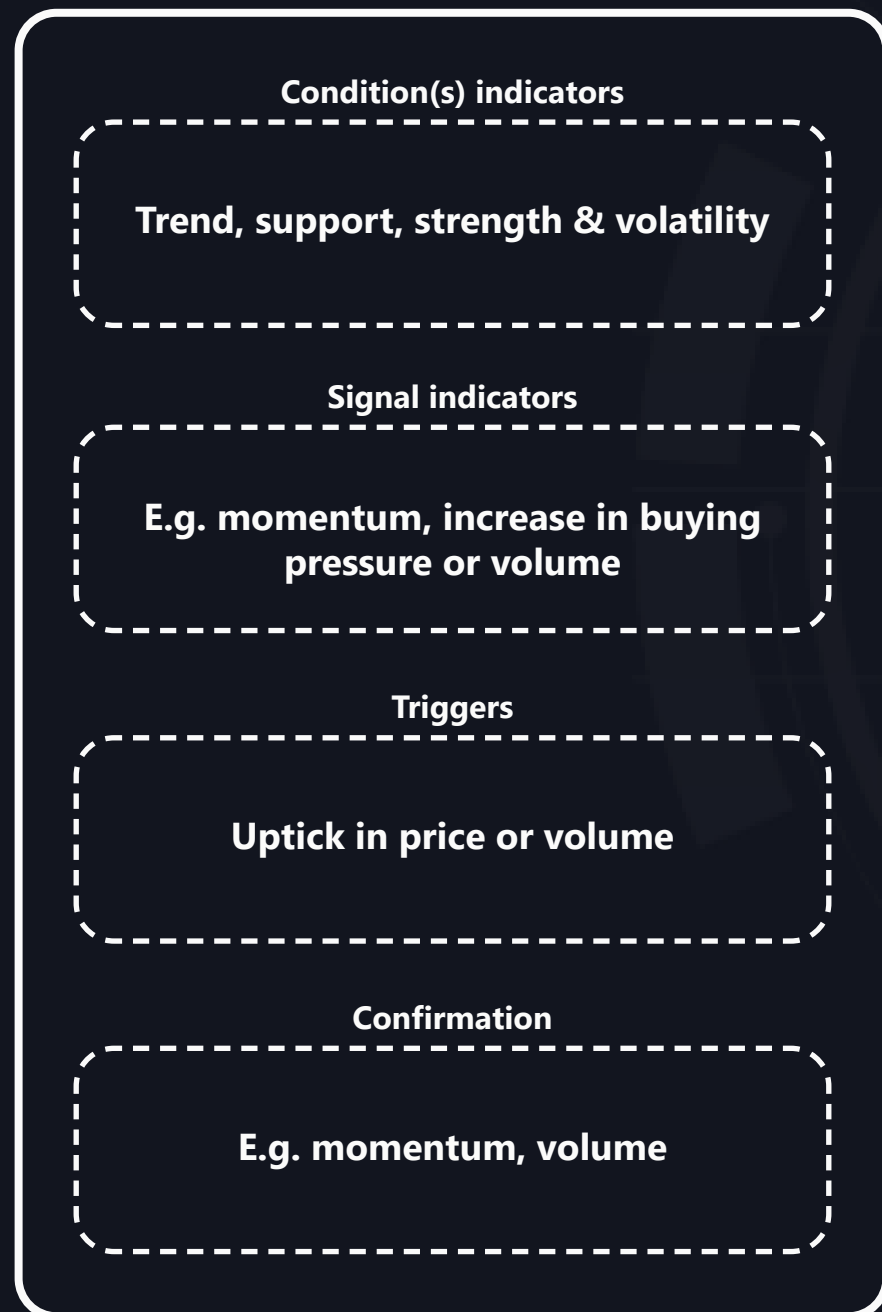 Condition(s) indicators
Trend, support, strength & volatility
Signal indicators
E.g. momentum, increase in buying
pressure or volume
Triggers
Uptick in price or volume
Confirmation
E.g. momentum, volume